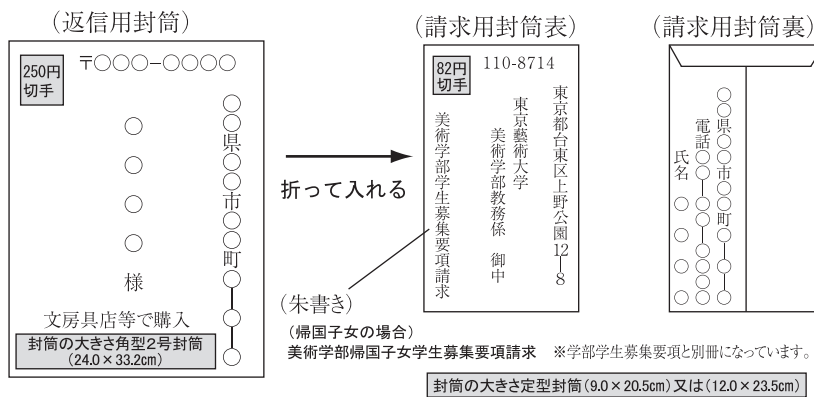 （返信用封筒）
250円
切手
〒○○○−○○○○
○○県○○市○○町○−○−○
○○○○様
文房具店等で購入
封筒の大きさ角型2号封筒
（24.0×33.2cm）
折って入れる
（請求用封筒表）
82円
切手
110-8714
東京都台東区上野公園12−8
東京藝術大学
美術学部教務係　御中
美術学部学生募集要項請求
（朱書き）
（請求用封筒裏）
○○県○○市○○町○−○−○
電話○○−○○−○○○○
氏名　○○○○
（帰国子女の場合）
美術学部帰国子女学生募集要項請求　※学部学生募集要項と別冊になっています。
封筒の大きさ定型封筒（9.0×20.5cm）又は（12.0×23.5cm）